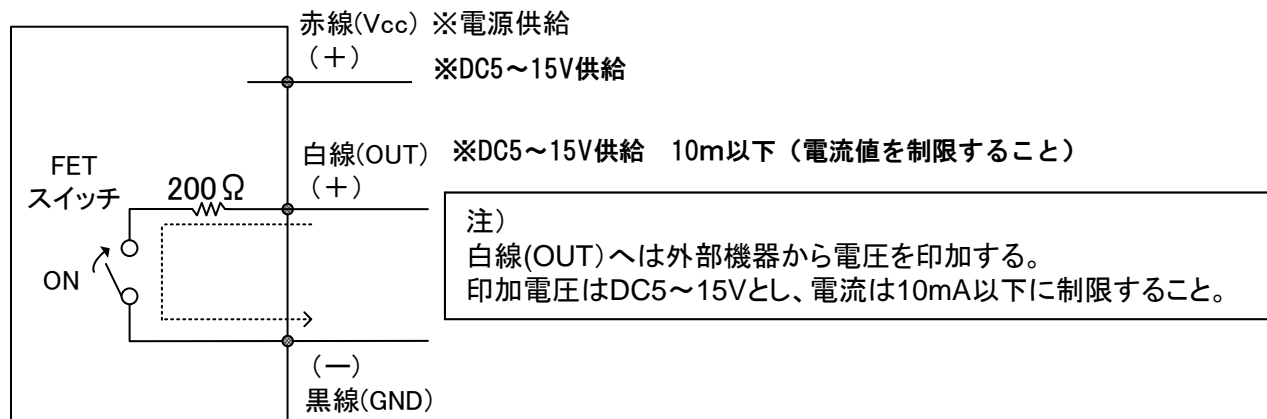 赤線(Vcc) ※電源供給
(+)
※DC5～15V供給
白線(OUT) ※DC5～15V供給 10m以下（電流値を制限すること）
(+)
FET
スイッチ
200Ω
ON
注）
白線(OUT)へは外部機器から電圧を印加する。
印加電圧はDC5～15Vとし、電流は10mA以下に制限すること。
(－)
黒線(GND)